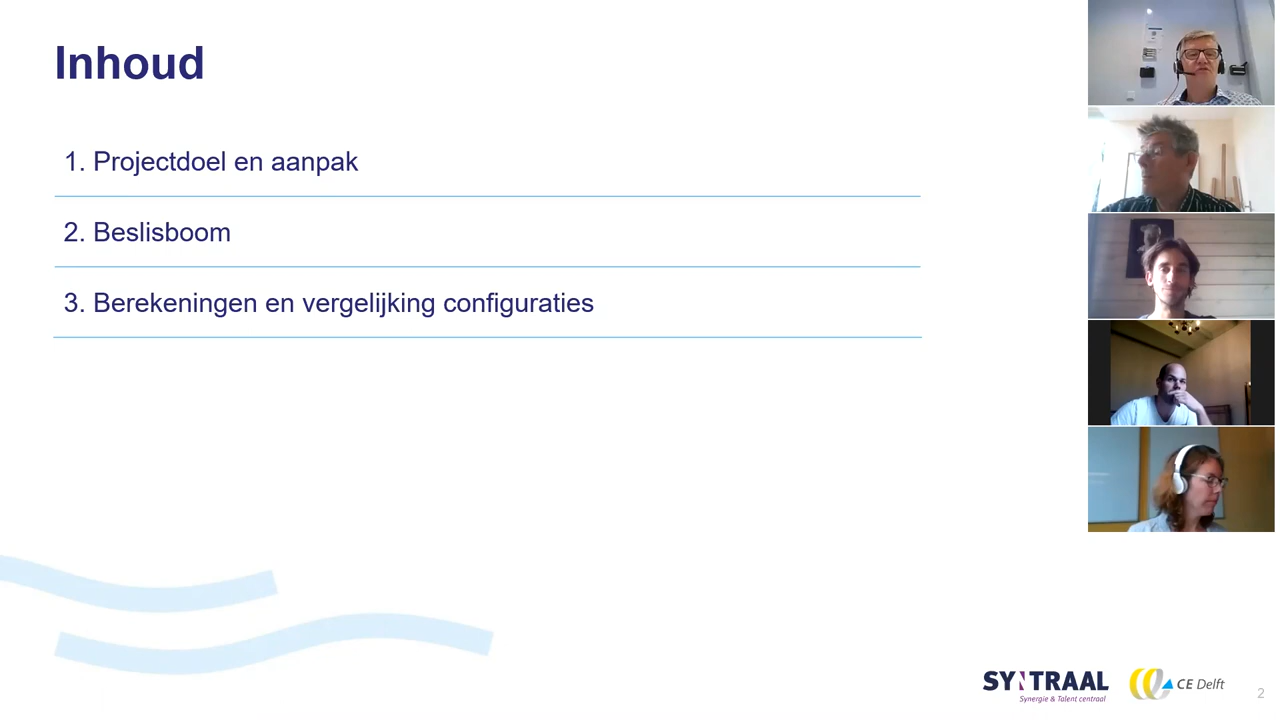 Inhoud
1. Projectdoel en aanpak
2. Beslisboom
3. Berekeningen en vergelijking configuraties
SYNTRAAL
Synergie & Talent centraal
CE Delft
2